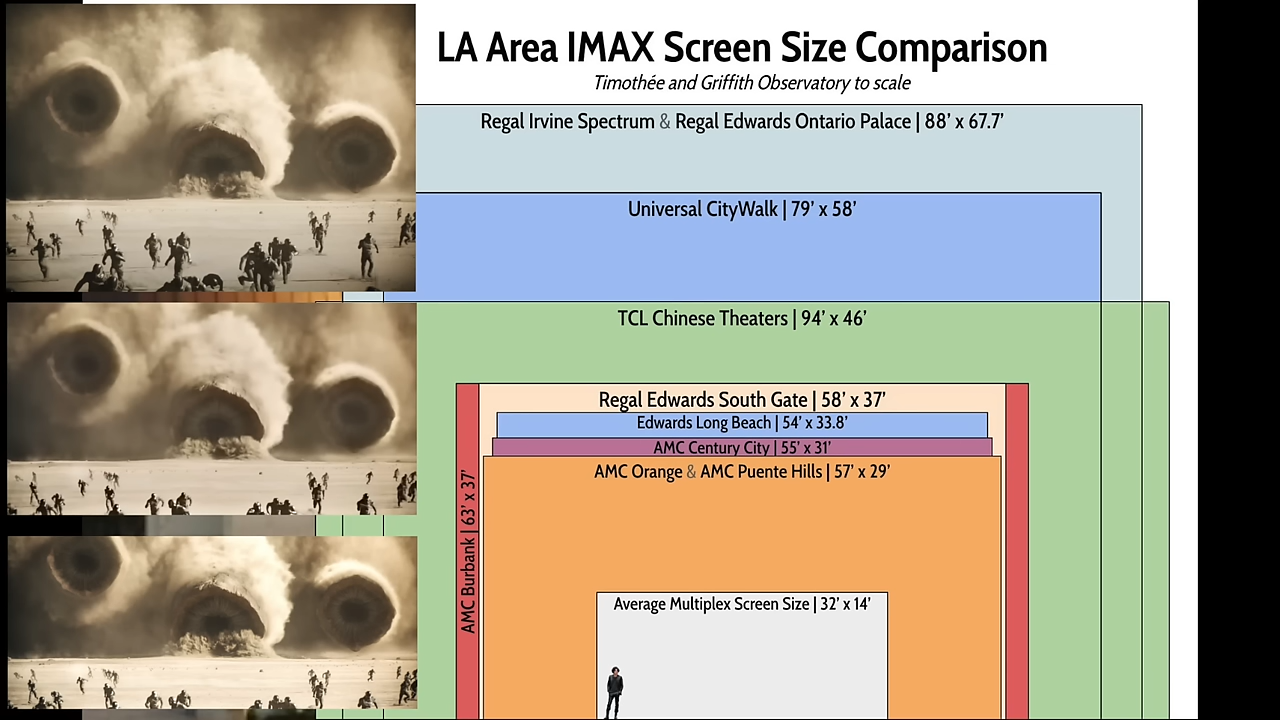 LA Area IMAX Screen Size Comparison
Timothée and Griffith Observatory to scale
Regal Irvine Spectrum & Regal Edwards Ontario Palace | 88’ x 67.7’
Universal CityWalk | 79’ x 58’
TCL Chinese Theaters | 94’ x 46’
Regal Edwards South Gate | 58’ x 37’
Edwards Long Beach | 54’ x 33.8’
AMC Century City | 55’ x 31’
AMC Orange & AMC Puente Hills | 57’ x 29’
AMC Burbank | 63’ x 37’
Average Multiplex Screen Size | 32’ x 14’